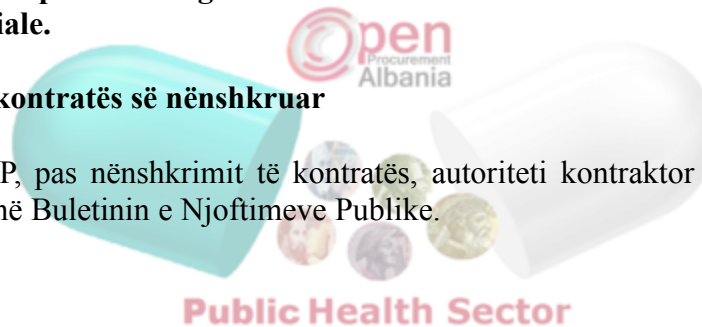 iale.
Open
Procurement
Albania
kontratës së nënshkruar
P, pas nënshkrimit të kontratës, autoriteti kontraktor
në Buletinin e Njoftimeve Publike.
Public Health Sector